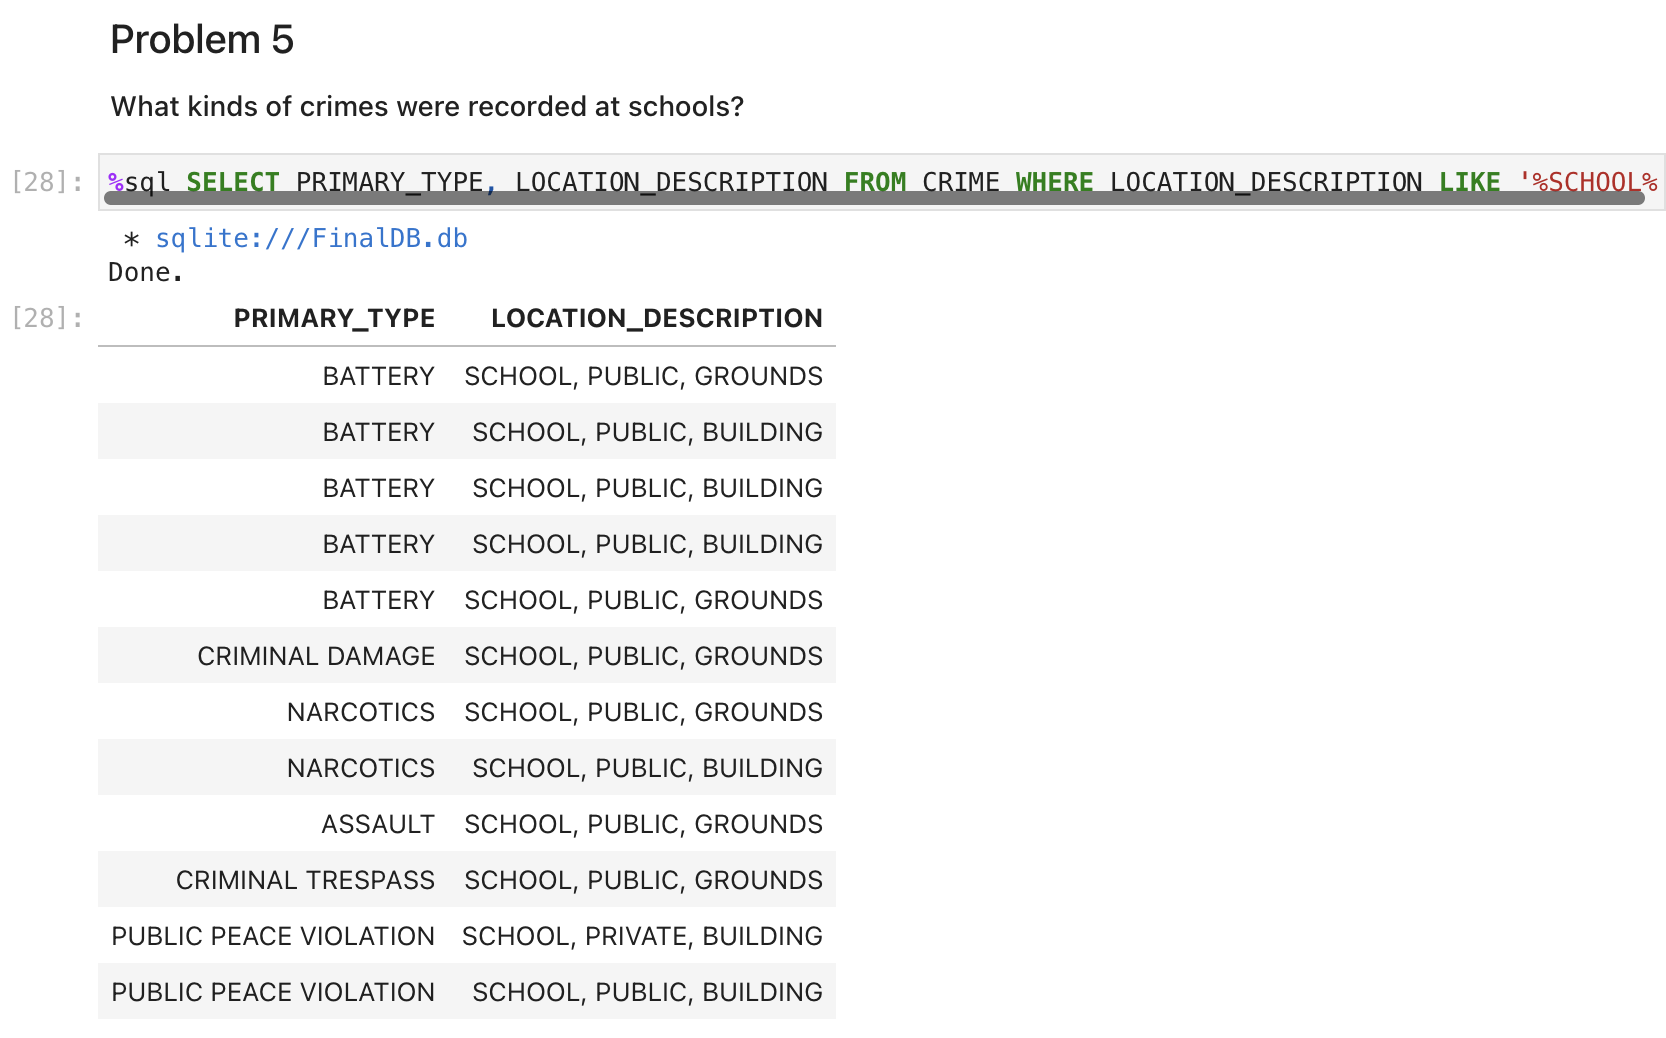 Problem 5
What kinds of crimes were recorded at schools?
[28]: %sql SELECT PRIMARY_TYPE, LOCATION_DESCRIPTION FROM CRIME WHERE LOCATION_DESCRIPTION LIKE '%SCHOOL%
* sqlite:///FinalDB.db
Done.
[28]: PRIMARY_TYPE LOCATION_DESCRIPTION
BATTERY SCHOOL, PUBLIC, GROUNDS
BATTERY SCHOOL, PUBLIC, BUILDING
BATTERY SCHOOL, PUBLIC, BUILDING
BATTERY SCHOOL, PUBLIC, BUILDING
BATTERY SCHOOL, PUBLIC, GROUNDS
CRIMINAL DAMAGE SCHOOL, PUBLIC, GROUNDS
NARCOTICS SCHOOL, PUBLIC, GROUNDS
NARCOTICS SCHOOL, PUBLIC, BUILDING
ASSAULT SCHOOL, PUBLIC, GROUNDS
CRIMINAL TRESPASS SCHOOL, PUBLIC, GROUNDS
PUBLIC PEACE VIOLATION SCHOOL, PRIVATE, BUILDING
PUBLIC PEACE VIOLATION SCHOOL, PUBLIC, BUILDING